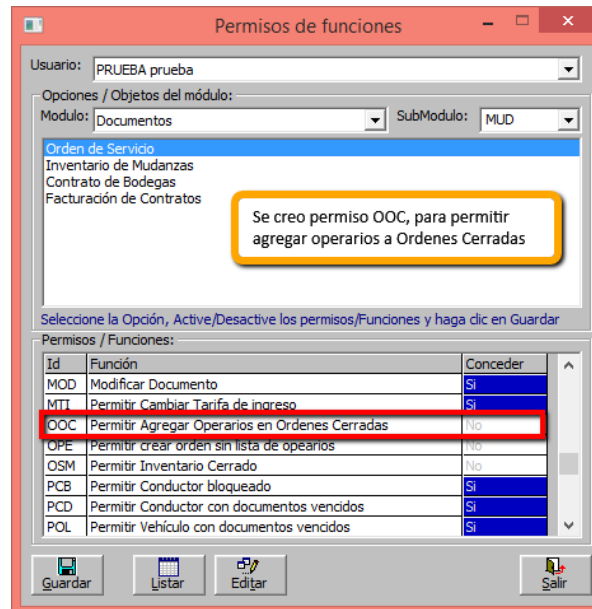 Permisos de funciones
Usuario: PRUEBA prueba
Opciones / Objetos del módulo:
Modulo: Documentos SubModulo: MUD
Orden de Servicio
Inventario de Mudanzas
Contrato de Bodegas
Facturación de Contratos
Se creo permiso OOC, para permitir
agregar operarios a Ordenes Cerradas
Seleccione la Opción, Active/Desactive los permisos/Funciones y haga clic en Guardar
Permisos / Funciones:
Id Función Conceder
MOD Modificar Documento Si
MTI Permitir Cambiar Tarifa de ingreso Si
OOC Permitir Agregar Operarios en Ordenes Cerradas No
OPE Permitir crear orden sin lista de opearios No
OSM Permitir Inventario Cerrado No
PCB Permitir Conductor bloqueado Si
PCD Permitir Conductor con documentos vencidos Si
POL Permitir Vehículo con documentos vencidos Si
Guardar Listar Editar Salir